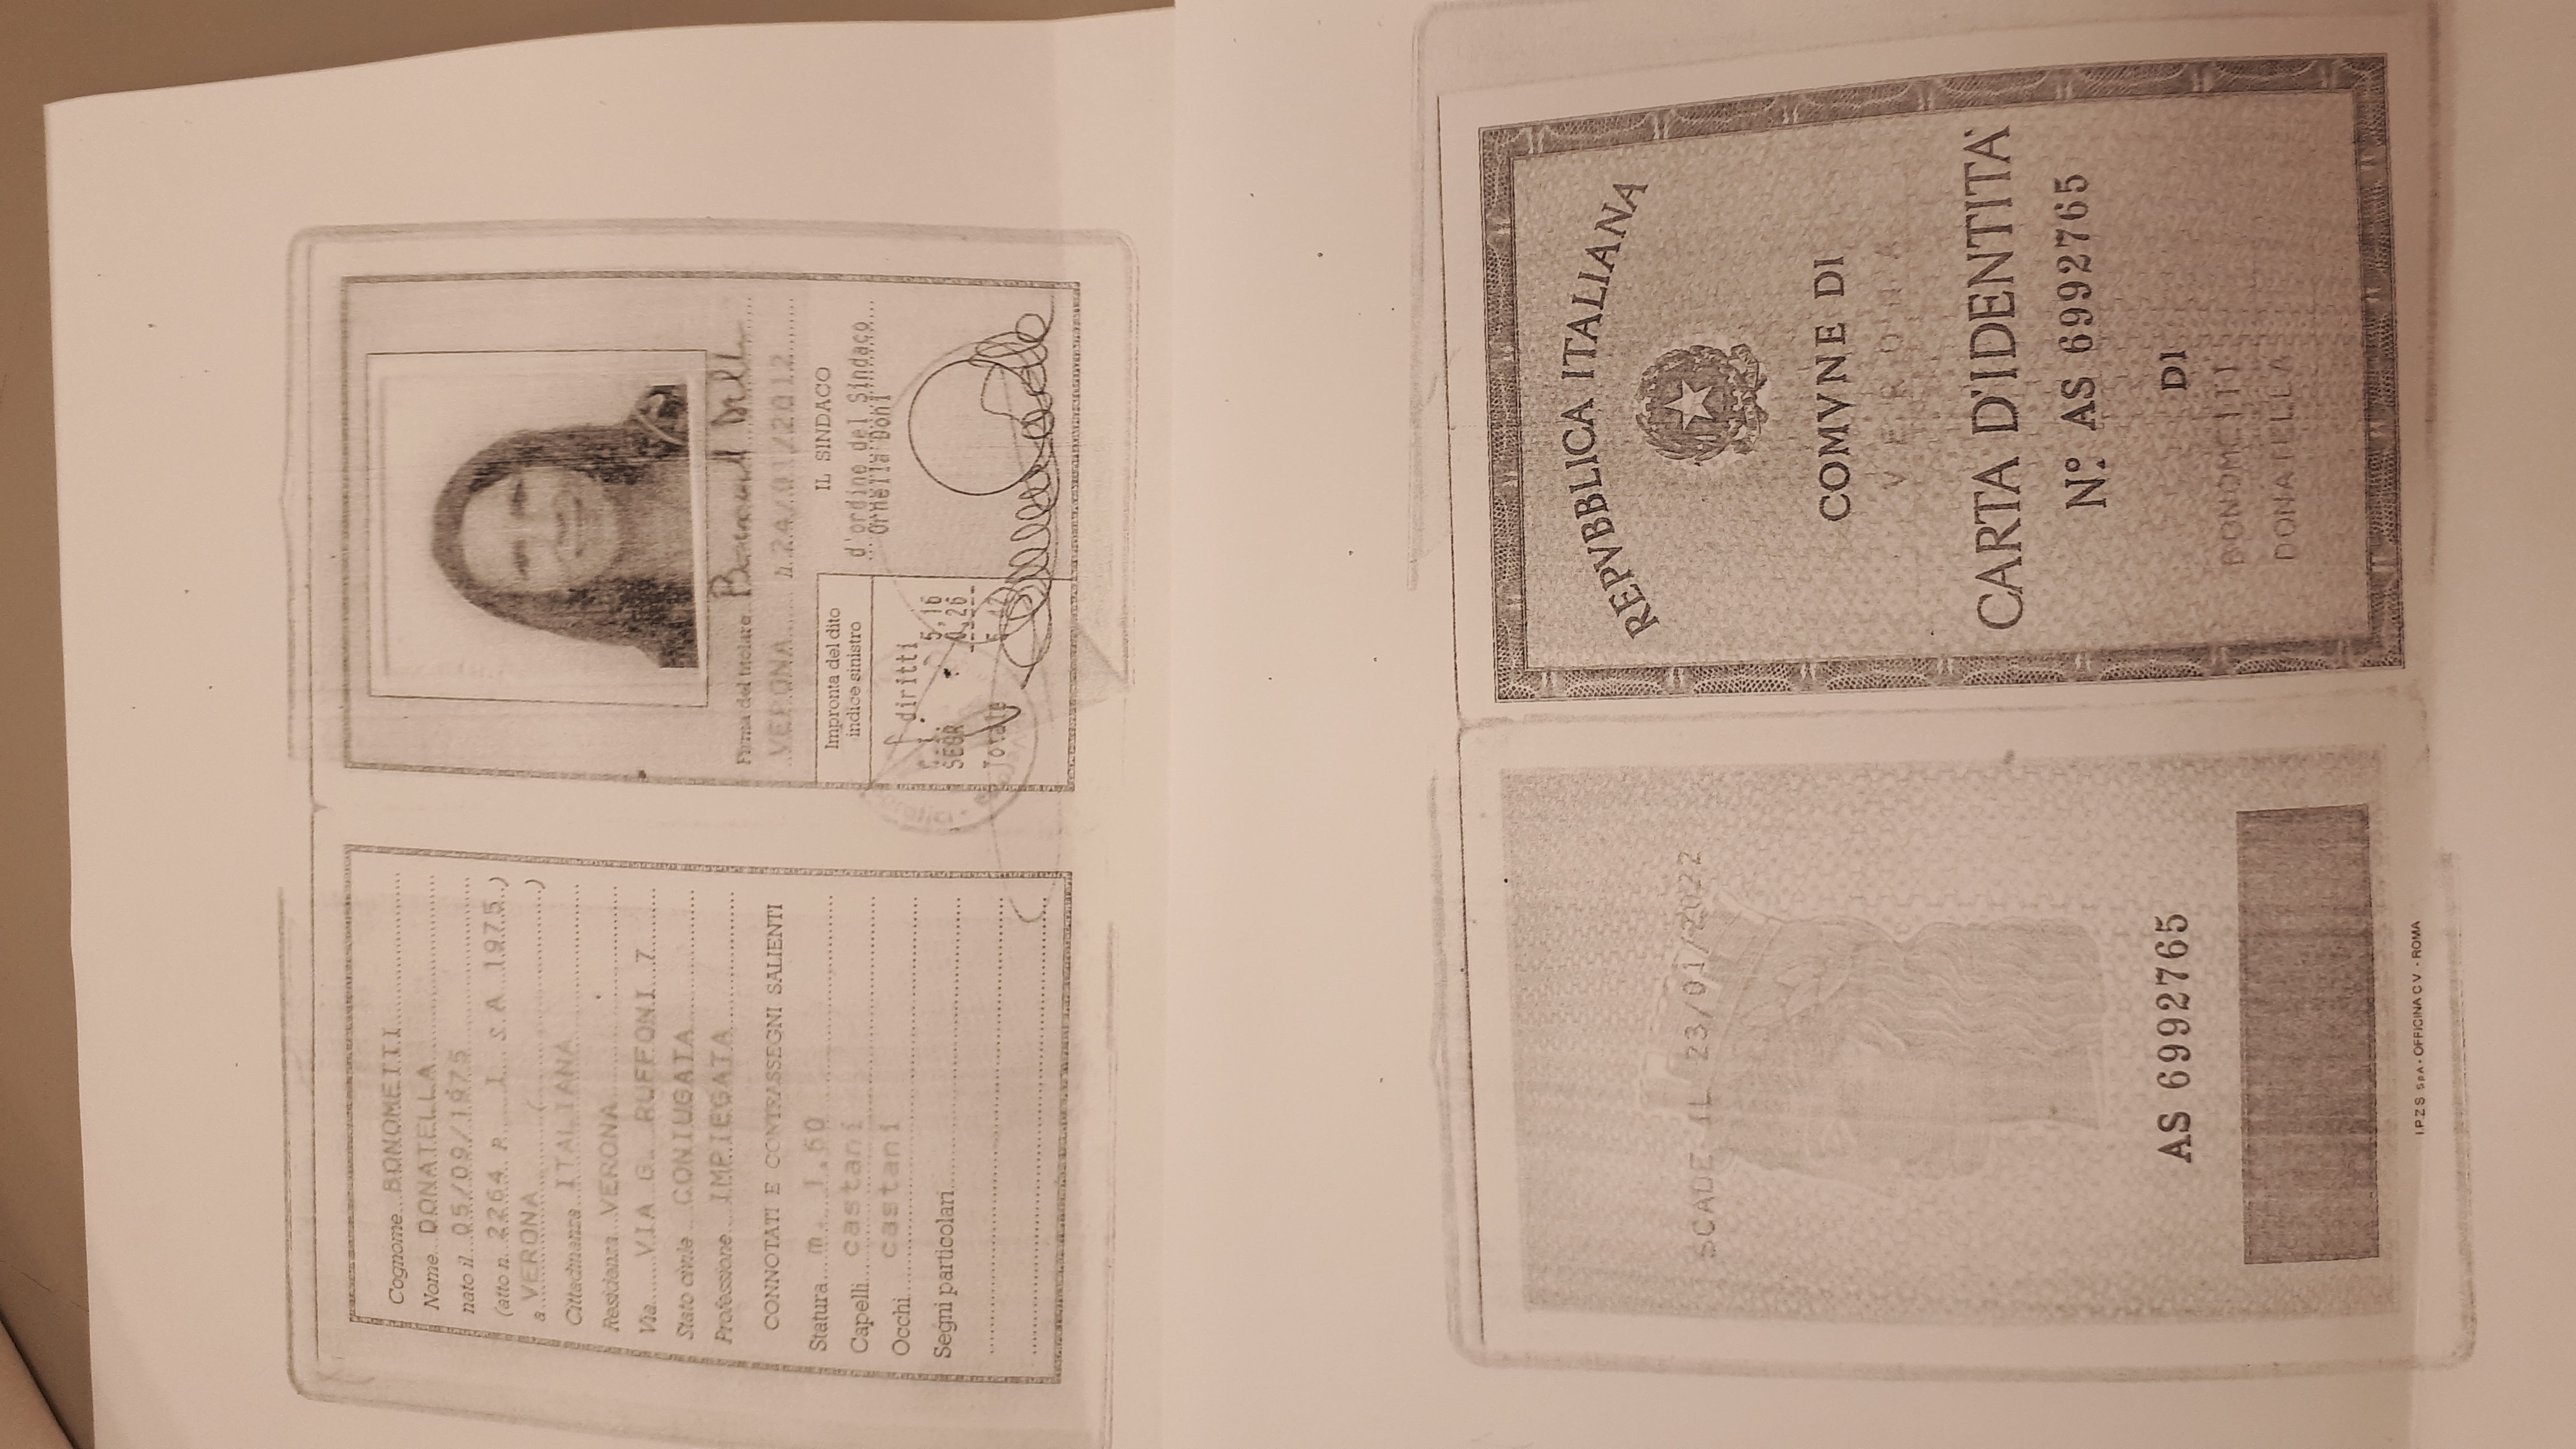 Cognome BONOMETTI
Nome DONATELLA
nato il 05/09/1975
(atto n. 2264 P. I S.A 1975)
a VERONA ( )
Cittadinanza ITALIANA
Residenza VERONA
Via VIA G. RUFFONI 7
Stato civile CONIUGATA
Professione IMPIEGATA
CONNOTATI E CONTRASSEGNI SALIENTI
Statura m. 1.60
Capelli castani
Occhi castani
Segni particolari
Firma del titolare
VERONA li 24/01/2012
IL SINDACO
Impronta del dito
indice sinistro
d'ordine del Sindaco
Ornella Doni
diritti
C.I. 5,16
SEGR 0,26
Totale
SCADE IL 23/01/2022
AS 6992765
I.P.Z.S. SpA - OFFICINA C.V. - ROMA
REPVBBLICA ITALIANA
COMVNE DI
VERONA
CARTA D'IDENTITA'
Nº AS 6992765
DI
BONOMETTI
DONATELLA